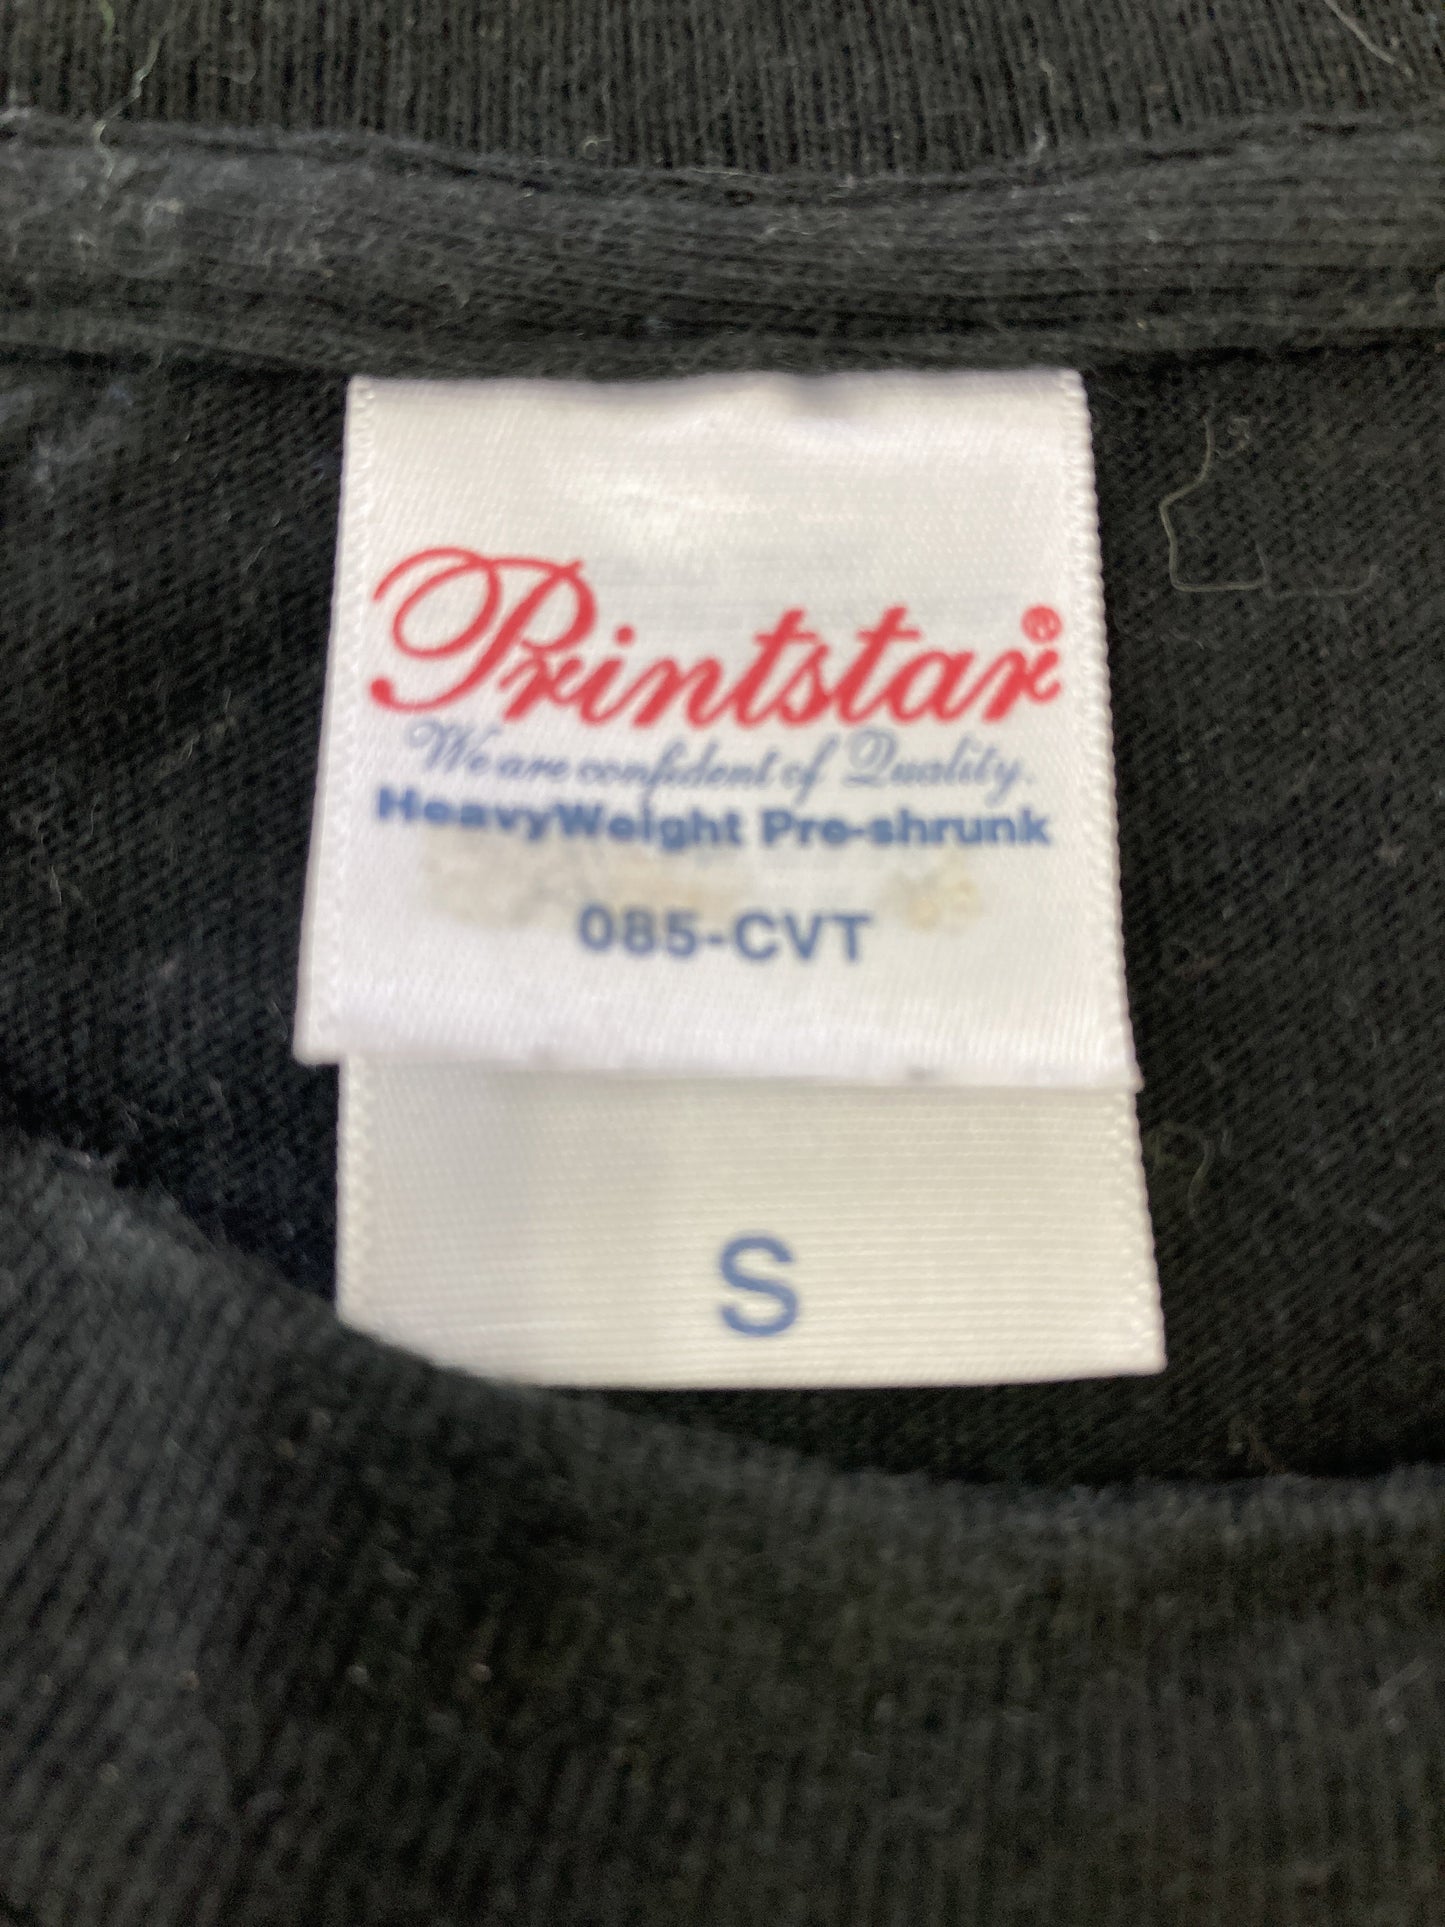 Printstar®
We are confident of Quality.
HeavyWeight Pre-shrunk
085-CVT
S